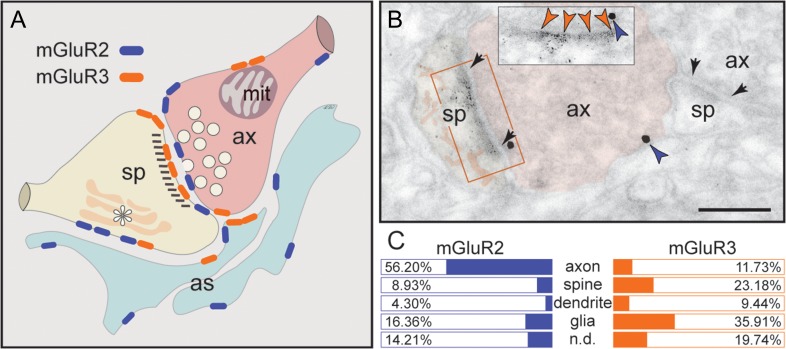 A
mGluR2
mGluR3
mit
ax
sp
as
B
sp
ax
ax
sp
C
mGluR2 mGluR3
56.20% axon 11.73%
8.93% spine 23.18%
4.30% dendrite 9.44%
16.36% glia 35.91%
14.21% n.d. 19.74%